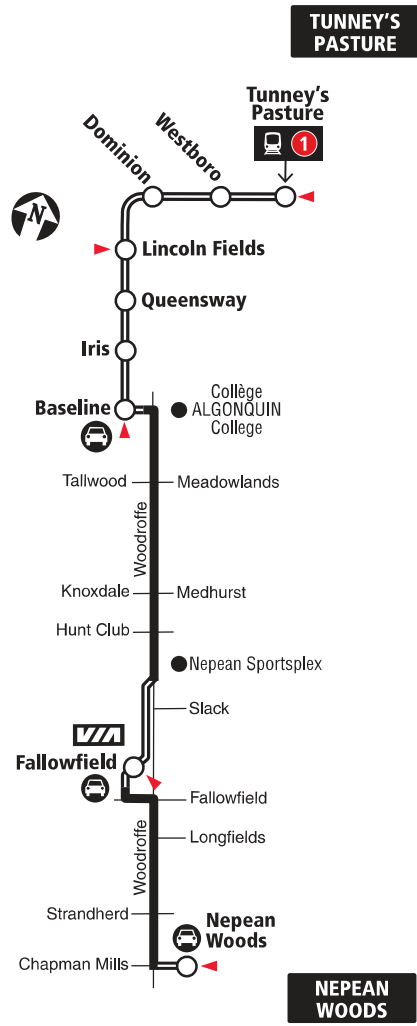 TUNNEY'S
PASTURE
Tunney's
Pasture
1
Westboro
Dominion
N
Lincoln Fields
Queensway
Iris
Baseline
Collège
ALGONQUIN
College
Tallwood
Meadowlands
Woodroffe
Knoxdale
Medhurst
Hunt Club
Nepean Sportsplex
Slack
VIA
Fallowfield
Fallowfield
Longfields
Woodroffe
Strandherd
Nepean
Woods
Chapman Mills
NEPEAN
WOODS